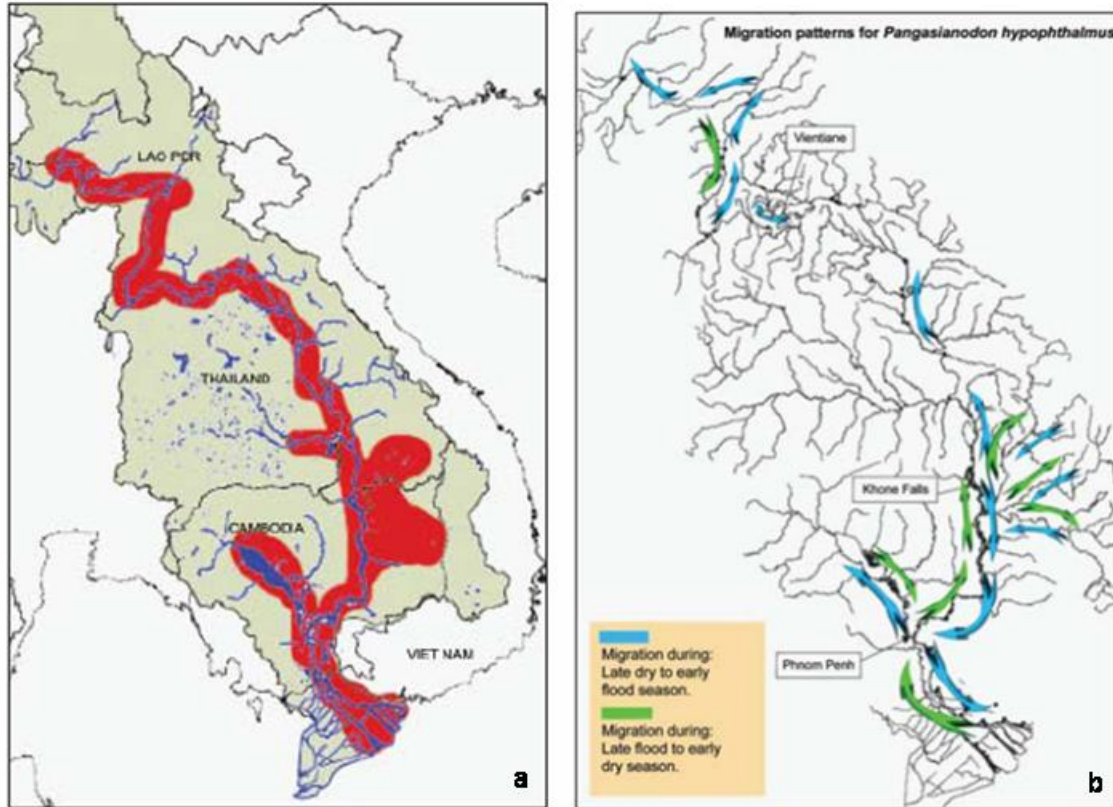 LAO PDR
THAILAND
CAMBODIA
VIET NAM
a
Migration patterns for Pangasianodon hypophthalmus
Vientiane
Khone Falls
Phnom Penh
Migration during:
Late dry to early
flood season.
Migration during:
Late flood to early
dry season.
b